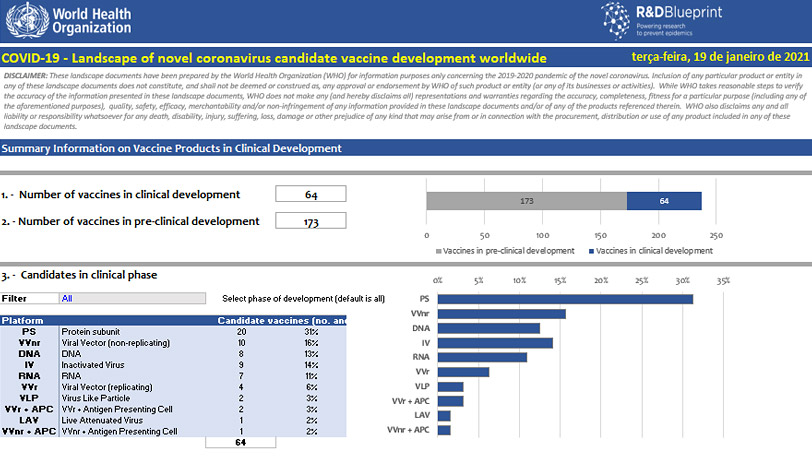 World Health
Organization
R&DBlueprint
Powering research
to prevent epidemics
COVID-19 - Landscape of novel coronavirus candidate vaccine development worldwide
terça-feira, 19 de janeiro de 2021
DISCLAIMER: These landscape documents have been prepared by the World Health Organization (WHO) for information purposes only concerning the 2019-2020 pandemic of the novel coronavirus. Inclusion of any particular product or entity in
any of these landscape documents does not constitute, and shall not be deemed or construed as, any approval or endorsement by WHO of such product or entity (or any of its businesses or activities). While WHO takes reasonable steps to verify
the accuracy of the information presented in these landscape documents, WHO does not make any (and hereby disclaims all) representations and warranties regarding the accuracy, completeness, fitness for a particular purpose (including any of
the aforementioned purposes), quality, safety, efficacy, merchantability and/or non-infringement of any information provided in these landscape documents and/or of any of the products referenced therein. WHO also disclaims any and all
liability or responsibility whatsoever for any death, disability, injury, suffering, loss, damage or other prejudice of any kind that may arise from or in connection with the procurement, distribution or use of any product included in any of these
landscape documents.
Summary Information on Vaccine Products in Clinical Development
1. - Number of vaccines in clinical development 64
2. - Number of vaccines in pre-clinical development 173
173 64
0 50 100 150 200 250
Vaccines in pre-clinical development Vaccines in clinical development
3. - Candidates in clinical phase
Filter All Select phase of development (default is all)
Platform Candidate vaccines (no. and
PS Protein subunit 20 31%
VVnr Viral Vector (non-replicating) 10 16%
DNA DNA 8 13%
IV Inactivated Virus 9 14%
RNA RNA 7 11%
VVr Viral Vector (replicating) 4 6%
VLP Virus Like Particle 2 3%
VVr + APC VVr + Antigen Presenting Cell 2 3%
LAV Live Attenuated Virus 1 2%
VVnr + APC VVnr + Antigen Presenting Cell 1 2%
64
0% 5% 10% 15% 20% 25% 30% 35%
PS
VVnr
DNA
IV
RNA
VVr
VLP
VVr + APC
LAV
VVnr + APC